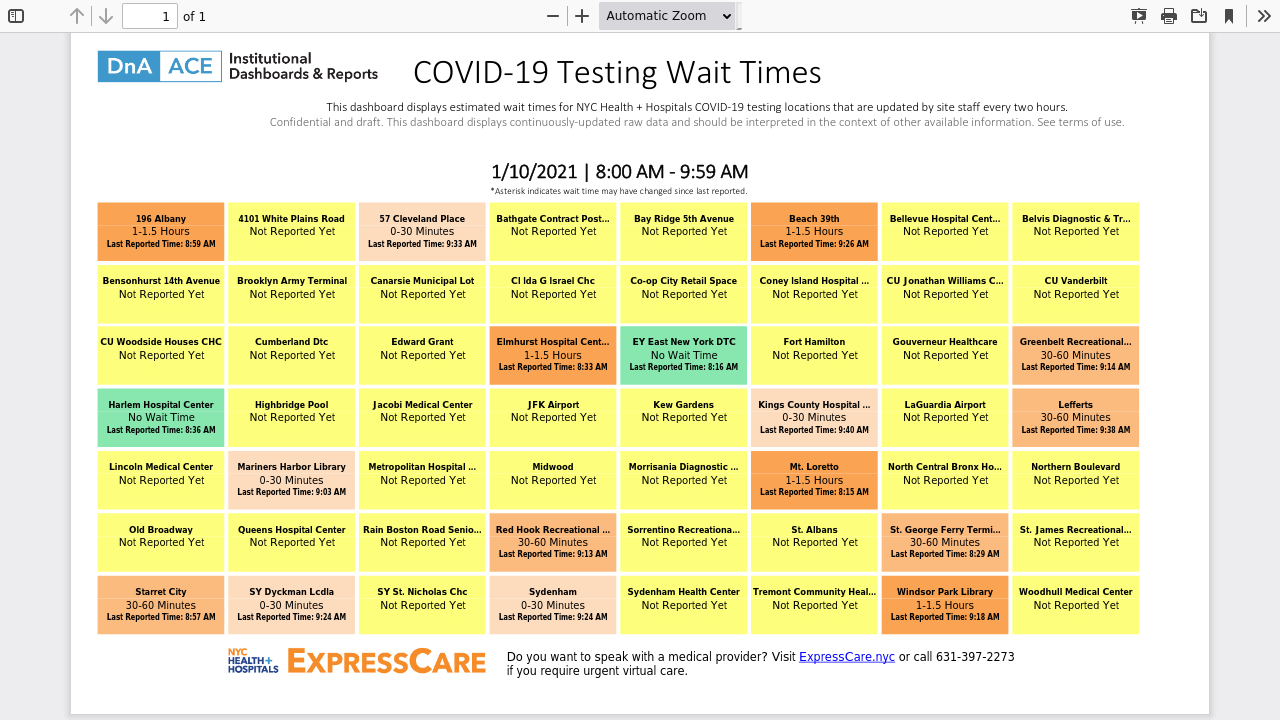 1 of 1 Automatic Zoom
DnA ACE Institutional
Dashboards & Reports
COVID-19 Testing Wait Times
This dashboard displays estimated wait times for NYC Health + Hospitals COVID-19 testing locations that are updated by site staff every two hours.
Confidential and draft. This dashboard displays continuously-updated raw data and should be interpreted in the context of other available information. See terms of use.
1/10/2021 | 8:00 AM - 9:59 AM
*Asterisk indicates wait time may have changed since last reported.
196 Albany
1-1.5 Hours
Last Reported Time: 8:59 AM
4101 White Plains Road
Not Reported Yet
57 Cleveland Place
0-30 Minutes
Last Reported Time: 9:33 AM
Bathgate Contract Post...
Not Reported Yet
Bay Ridge 5th Avenue
Not Reported Yet
Beach 39th
1-1.5 Hours
Last Reported Time: 9:26 AM
Bellevue Hospital Cent...
Not Reported Yet
Belvis Diagnostic & Tr...
Not Reported Yet
Bensonhurst 14th Avenue
Not Reported Yet
Brooklyn Army Terminal
Not Reported Yet
Canarsie Municipal Lot
Not Reported Yet
CI Ida G Israel Chc
Not Reported Yet
Co-op City Retail Space
Not Reported Yet
Coney Island Hospital ...
Not Reported Yet
CU Jonathan Williams C...
Not Reported Yet
CU Vanderbilt
Not Reported Yet
CU Woodside Houses CHC
Not Reported Yet
Cumberland Dtc
Not Reported Yet
Edward Grant
Not Reported Yet
Elmhurst Hospital Cent...
1-1.5 Hours
Last Reported Time: 8:33 AM
EY East New York DTC
No Wait Time
Last Reported Time: 8:16 AM
Fort Hamilton
Not Reported Yet
Gouverneur Healthcare
Not Reported Yet
Greenbelt Recreational...
30-60 Minutes
Last Reported Time: 9:14 AM
Harlem Hospital Center
No Wait Time
Last Reported Time: 8:36 AM
Highbridge Pool
Not Reported Yet
Jacobi Medical Center
Not Reported Yet
JFK Airport
Not Reported Yet
Kew Gardens
Not Reported Yet
Kings County Hospital ...
0-30 Minutes
Last Reported Time: 9:40 AM
LaGuardia Airport
Not Reported Yet
Lefferts
30-60 Minutes
Last Reported Time: 9:38 AM
Lincoln Medical Center
Not Reported Yet
Mariners Harbor Library
0-30 Minutes
Last Reported Time: 9:03 AM
Metropolitan Hospital ...
Not Reported Yet
Midwood
Not Reported Yet
Morrisania Diagnostic ...
Not Reported Yet
Mt. Loretto
1-1.5 Hours
Last Reported Time: 8:15 AM
North Central Bronx Ho...
Not Reported Yet
Northern Boulevard
Not Reported Yet
Old Broadway
Not Reported Yet
Queens Hospital Center
Not Reported Yet
Rain Boston Road Senio...
Not Reported Yet
Red Hook Recreational ...
30-60 Minutes
Last Reported Time: 9:13 AM
Sorrentino Recreationa...
Not Reported Yet
St. Albans
Not Reported Yet
St. George Ferry Termi...
30-60 Minutes
Last Reported Time: 8:29 AM
St. James Recreational...
Not Reported Yet
Starret City
30-60 Minutes
Last Reported Time: 8:57 AM
SY Dyckman Lcdla
0-30 Minutes
Last Reported Time: 9:24 AM
SY St. Nicholas Chc
Not Reported Yet
Sydenham
0-30 Minutes
Last Reported Time: 9:24 AM
Sydenham Health Center
Not Reported Yet
Tremont Community Heal...
Not Reported Yet
Windsor Park Library
1-1.5 Hours
Last Reported Time: 9:18 AM
Woodhull Medical Center
Not Reported Yet
NYC
HEALTH+
HOSPITALS
EXPRESSCARE
Do you want to speak with a medical provider? Visit ExpressCare.nyc or call 631-397-2273
if you require urgent virtual care.